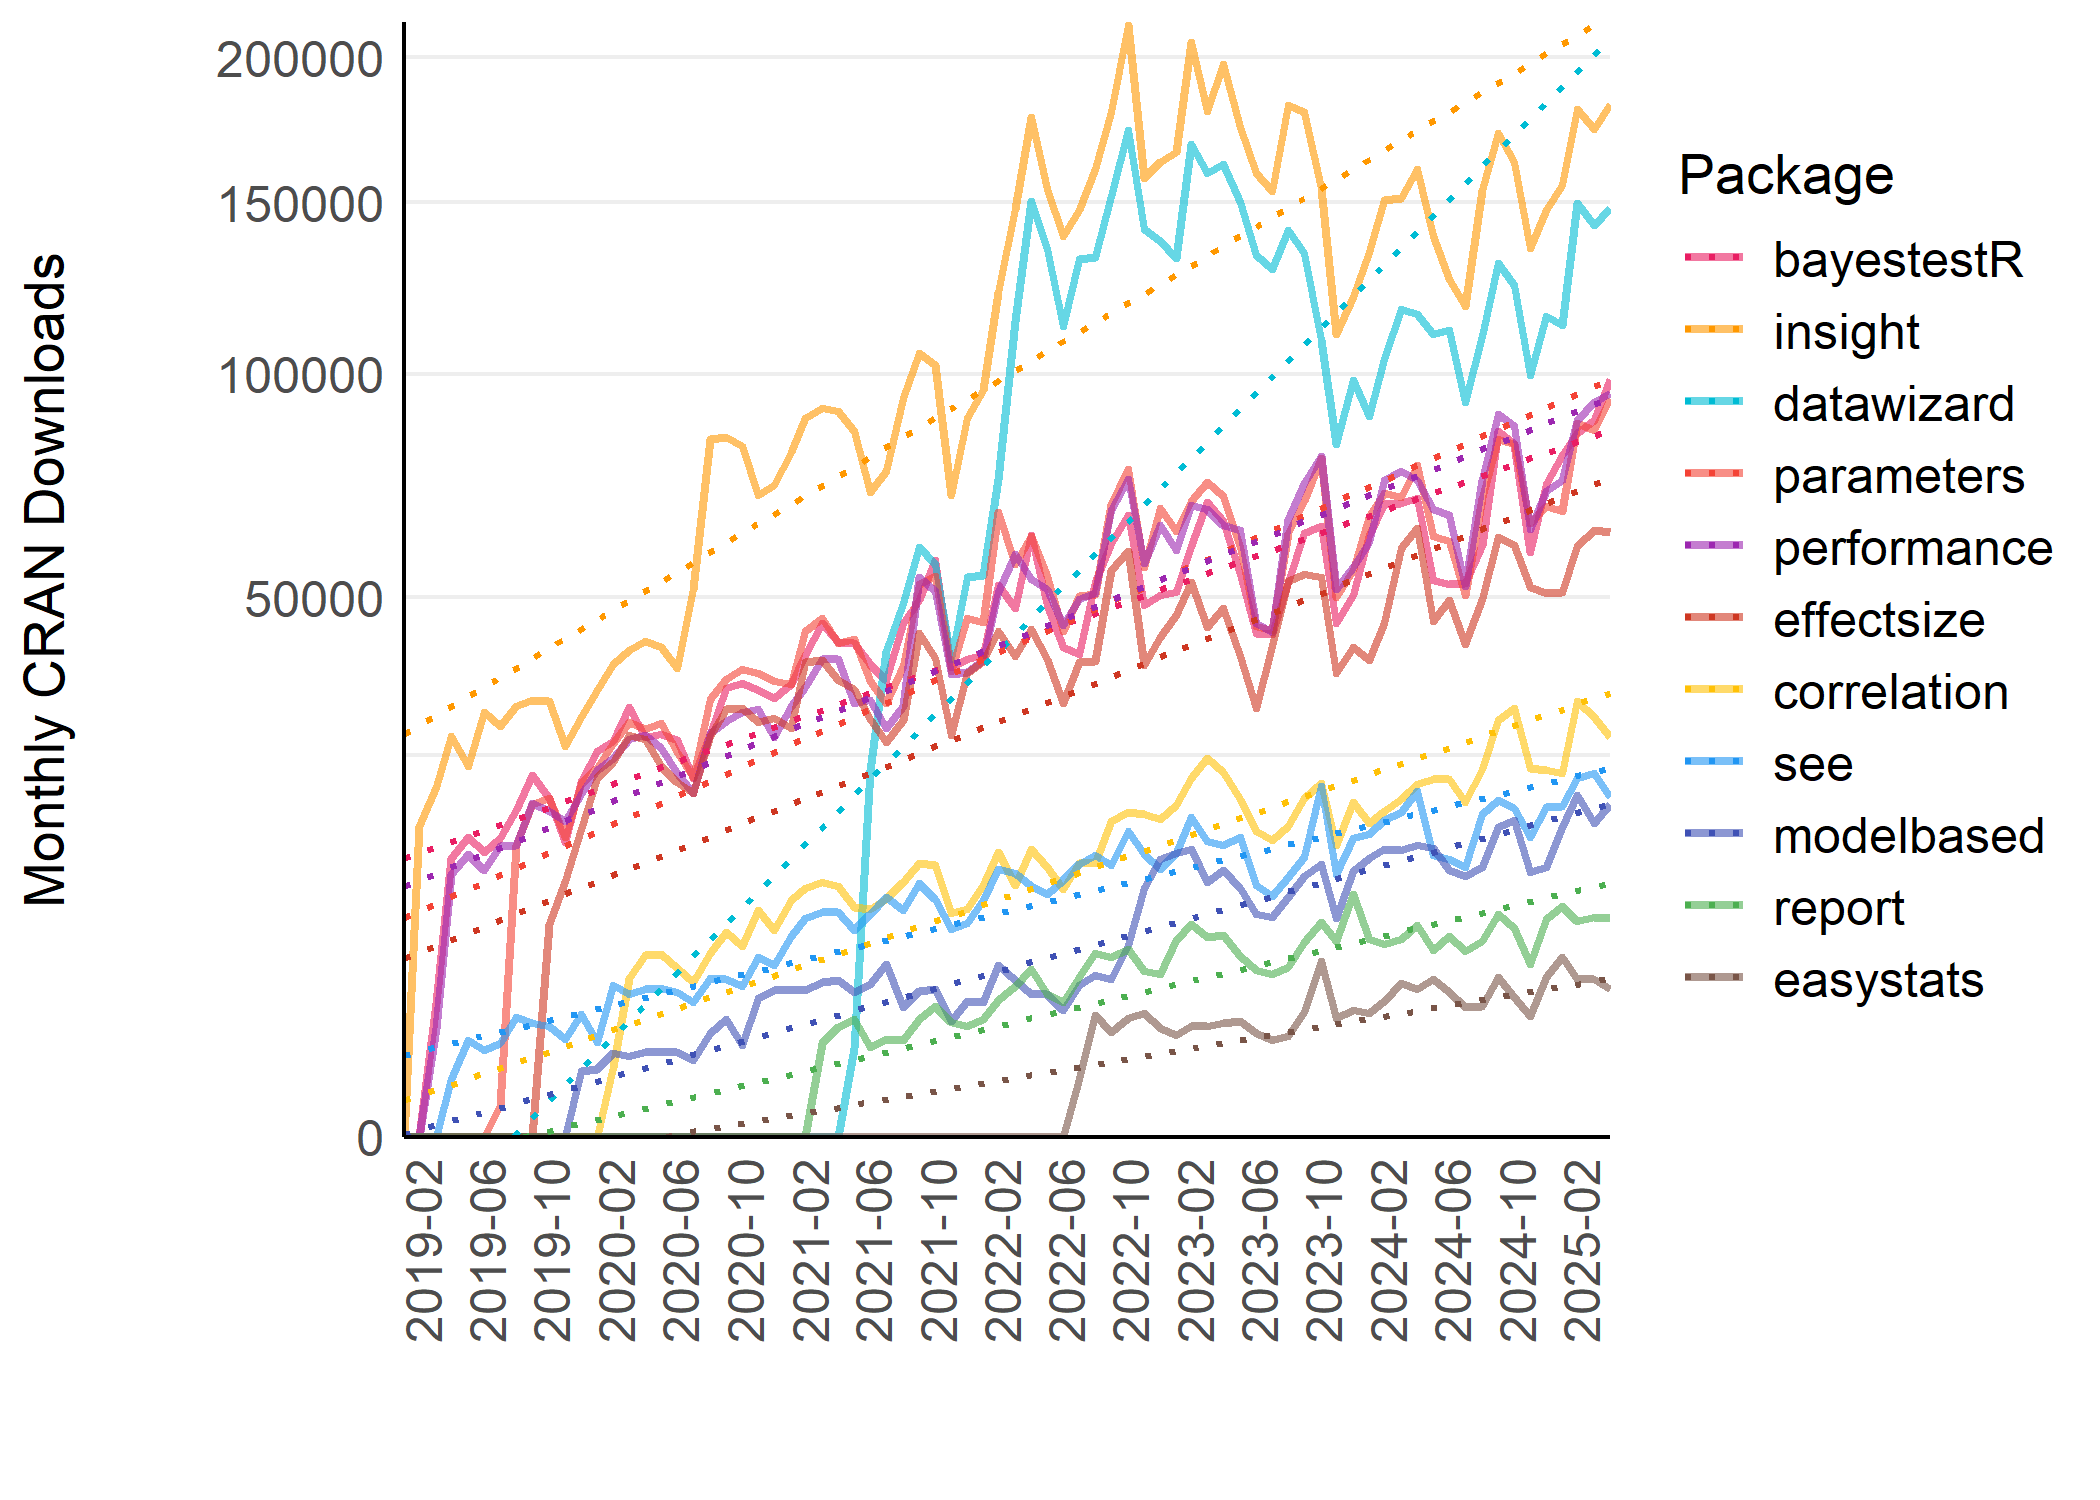 Monthly CRAN Downloads
200000
150000
100000
50000
0
2019-02
2019-06
2019-10
2020-02
2020-06
2020-10
2021-02
2021-06
2021-10
2022-02
2022-06
2022-10
2023-02
2023-06
2023-10
2024-02
2024-06
2024-10
2025-02
Package
bayestestR
insight
datawizard
parameters
performance
effectsize
correlation
see
modelbased
report
easystats